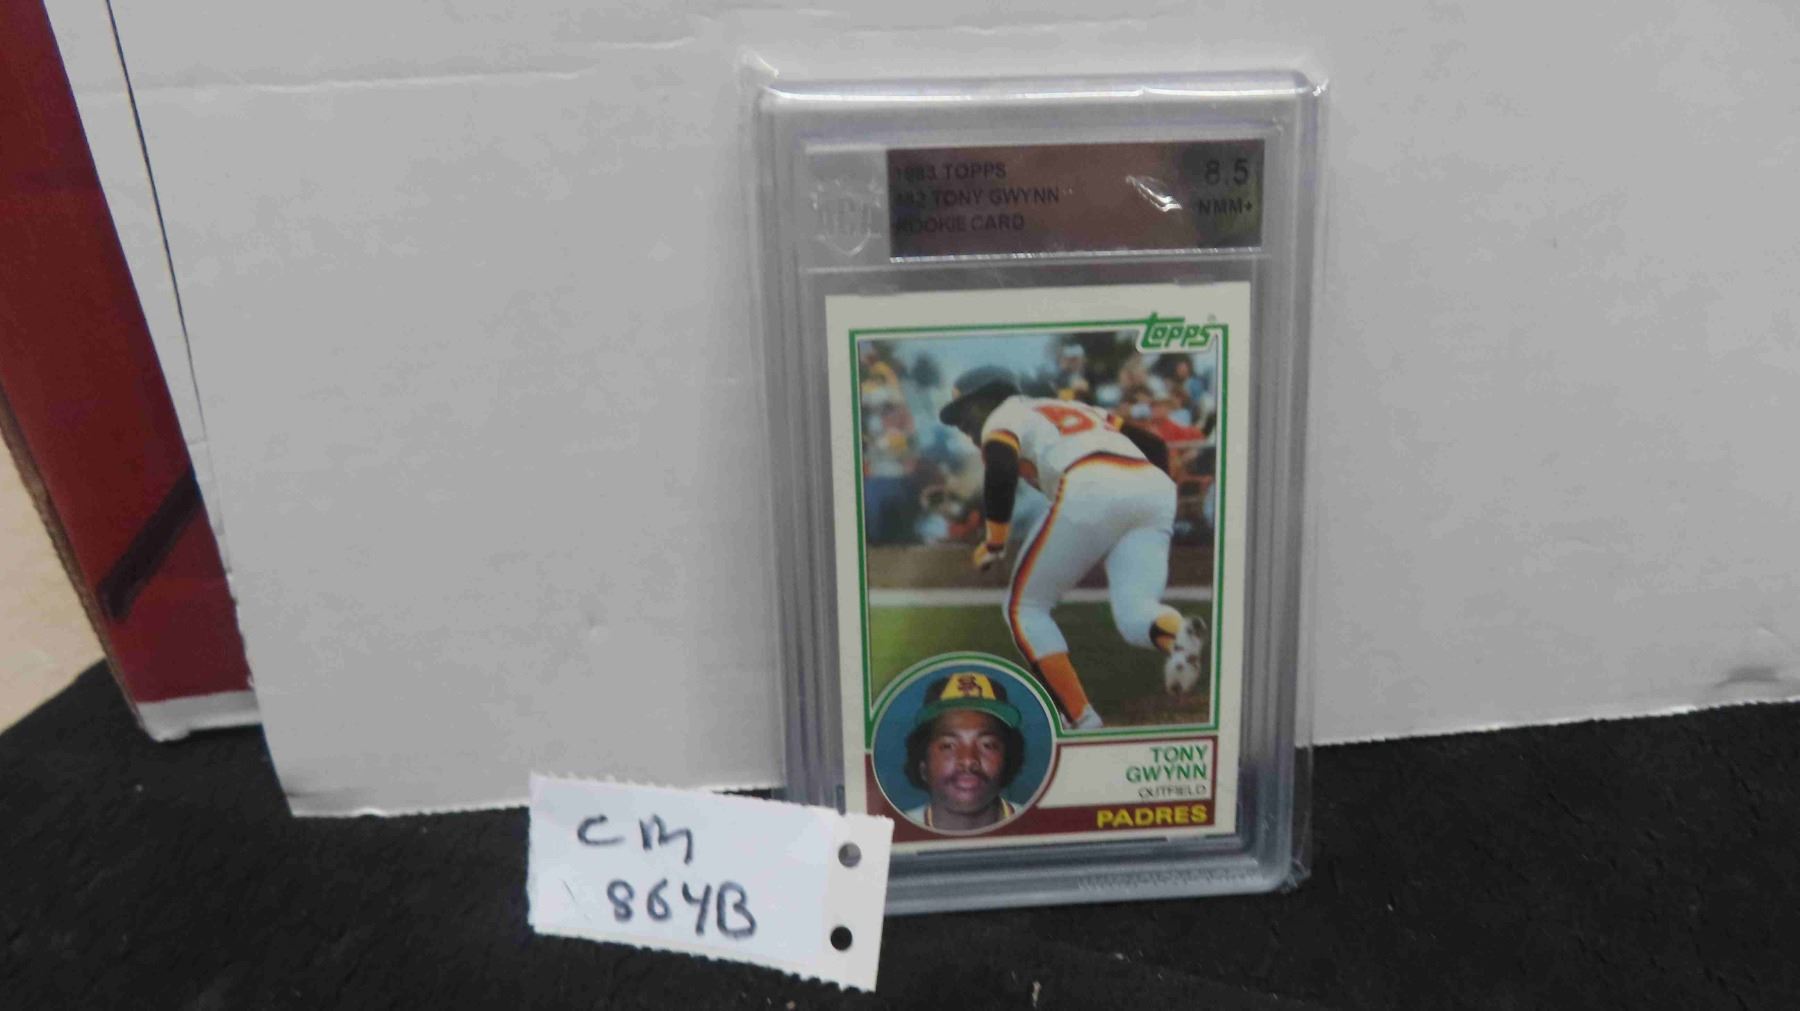 1983 TOPPS
482 TONY GWYNN
ROOKIE CARD
8.5
NMM+
topps
TONY
GWYNN
OUTFIELD
PADRES
CM
864B